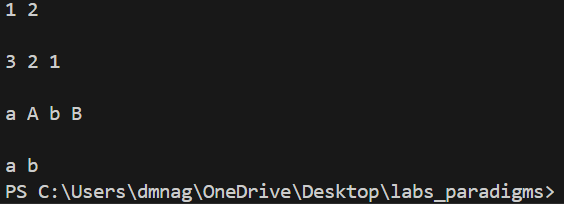 1 2
3 2 1
a A b B
a b
PS C:\Users\dmnag\OneDrive\Desktop\labs_paradigms>